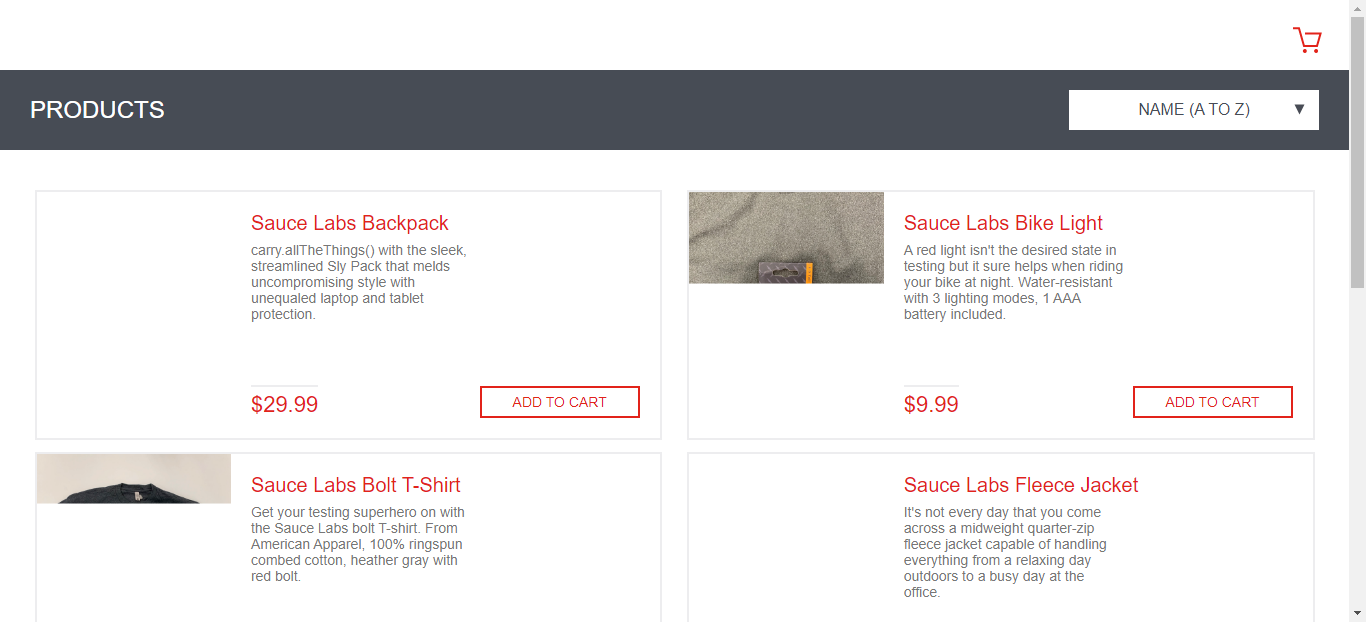 PRODUCTS
NAME (A TO Z)
Sauce Labs Backpack
carry.allTheThings() with the sleek,
streamlined Sly Pack that melds
uncompromising style with
unequaled laptop and tablet
protection.
$29.99
ADD TO CART
Sauce Labs Bike Light
A red light isn't the desired state in
testing but it sure helps when riding
your bike at night. Water-resistant
with 3 lighting modes, 1 AAA
battery included.
$9.99
ADD TO CART
Sauce Labs Bolt T-Shirt
Get your testing superhero on with
the Sauce Labs bolt T-shirt. From
American Apparel, 100% ringspun
combed cotton, heather gray with
red bolt.
Sauce Labs Fleece Jacket
It's not every day that you come
across a midweight quarter-zip
fleece jacket capable of handling
everything from a relaxing day
outdoors to a busy day at the
office.